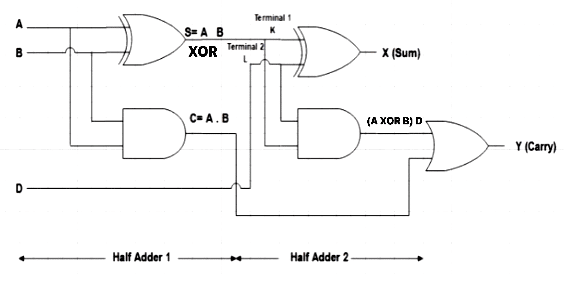 A
B
S= A B
XOR
Terminal 1
K
Terminal 2
L
X (Sum)
C= A . B
(A XOR B) D
Y (Carry)
D
Half Adder 1
Half Adder 2